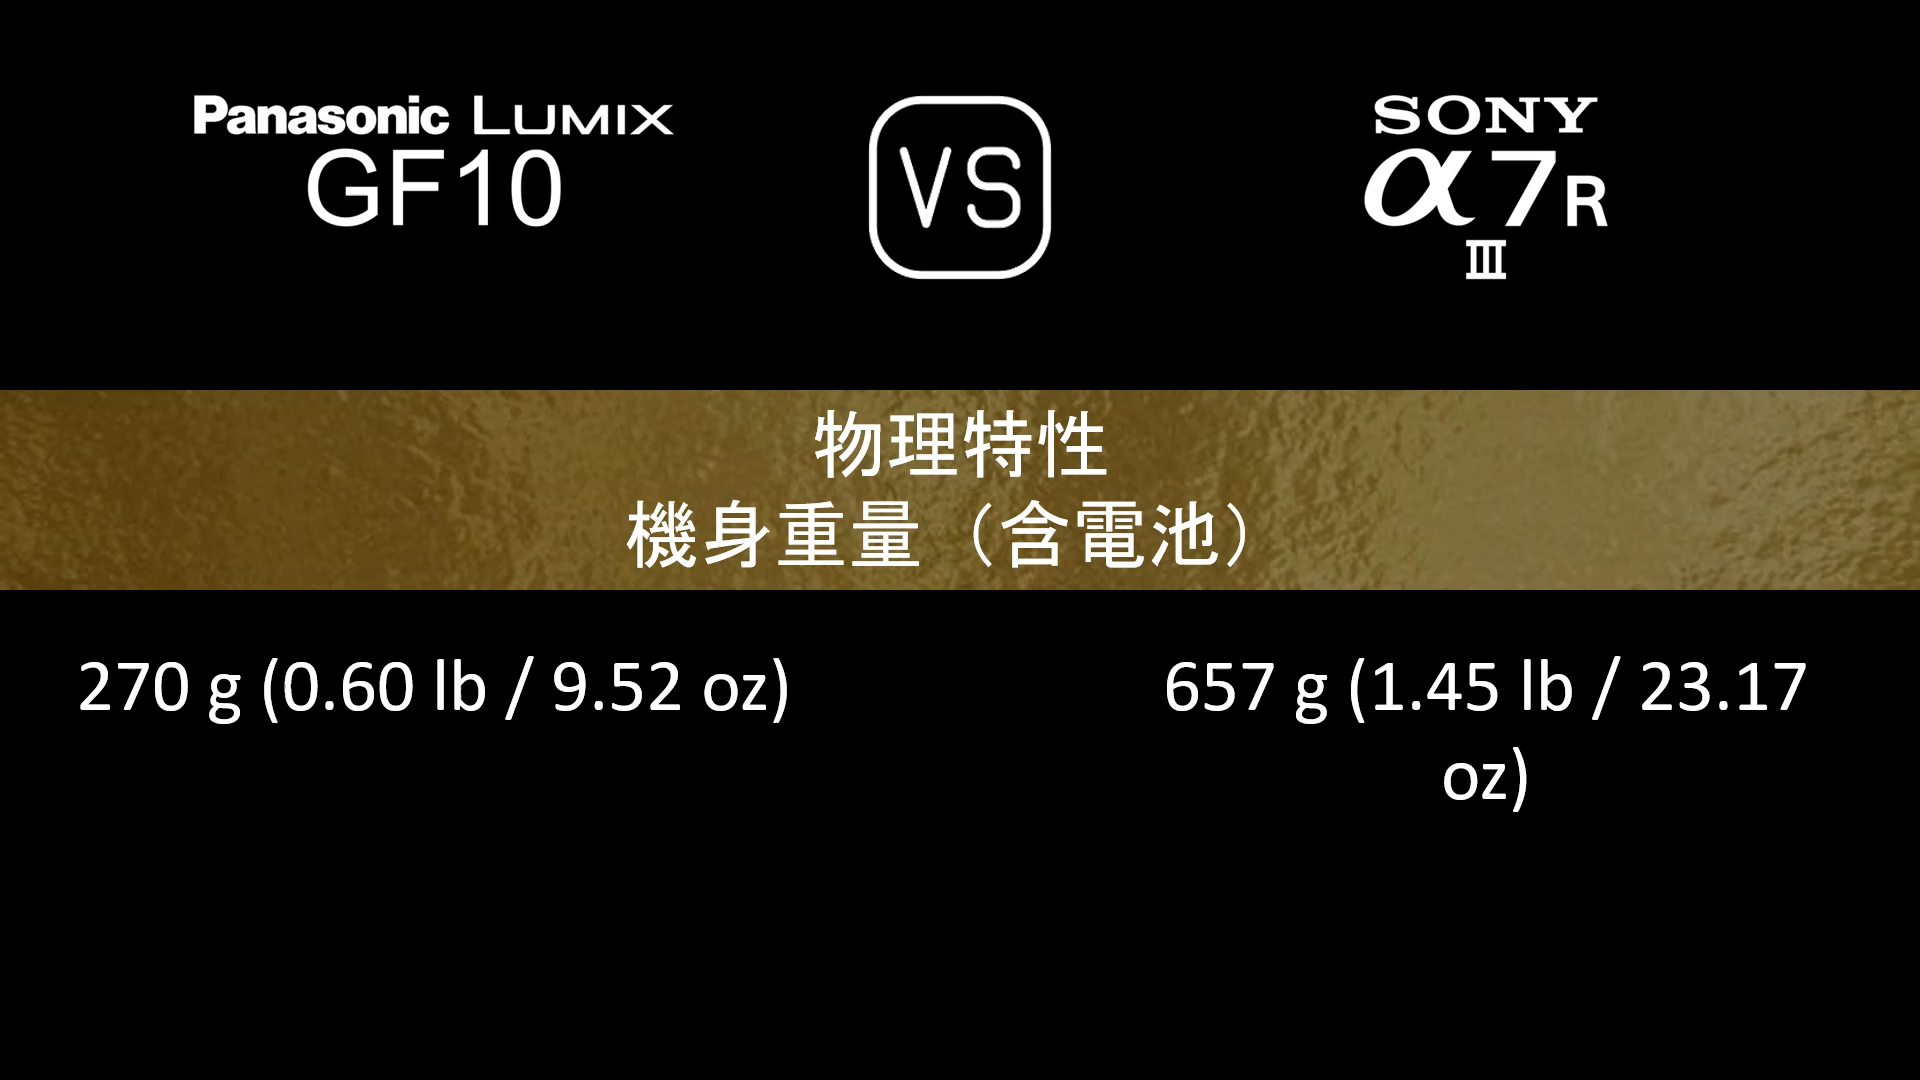 Panasonic LUMIX
GF10
VS
SONY
α7R
III
物理特性
機身重量（含電池）
270 g (0.60 lb / 9.52 oz)
657 g (1.45 lb / 23.17
oz)